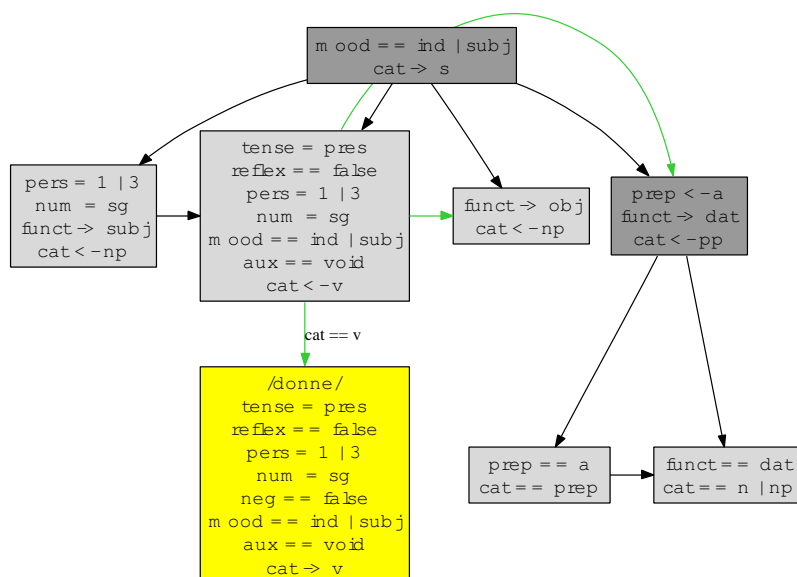 mood == ind | subj
cat -> s
tense = pres
reflex == false
pers = 1 | 3
num = sg
mood == ind | subj
aux == void
cat <- v
pers = 1 | 3
num = sg
funct -> subj
cat <- np
funct -> obj
cat <- np
prep <- a
funct -> dat
cat <- pp
cat == v
/donne/
tense = pres
reflex == false
pers = 1 | 3
num = sg
neg == false
mood == ind | subj
aux == void
cat -> v
prep == a
cat == prep
funct == dat
cat == n | np